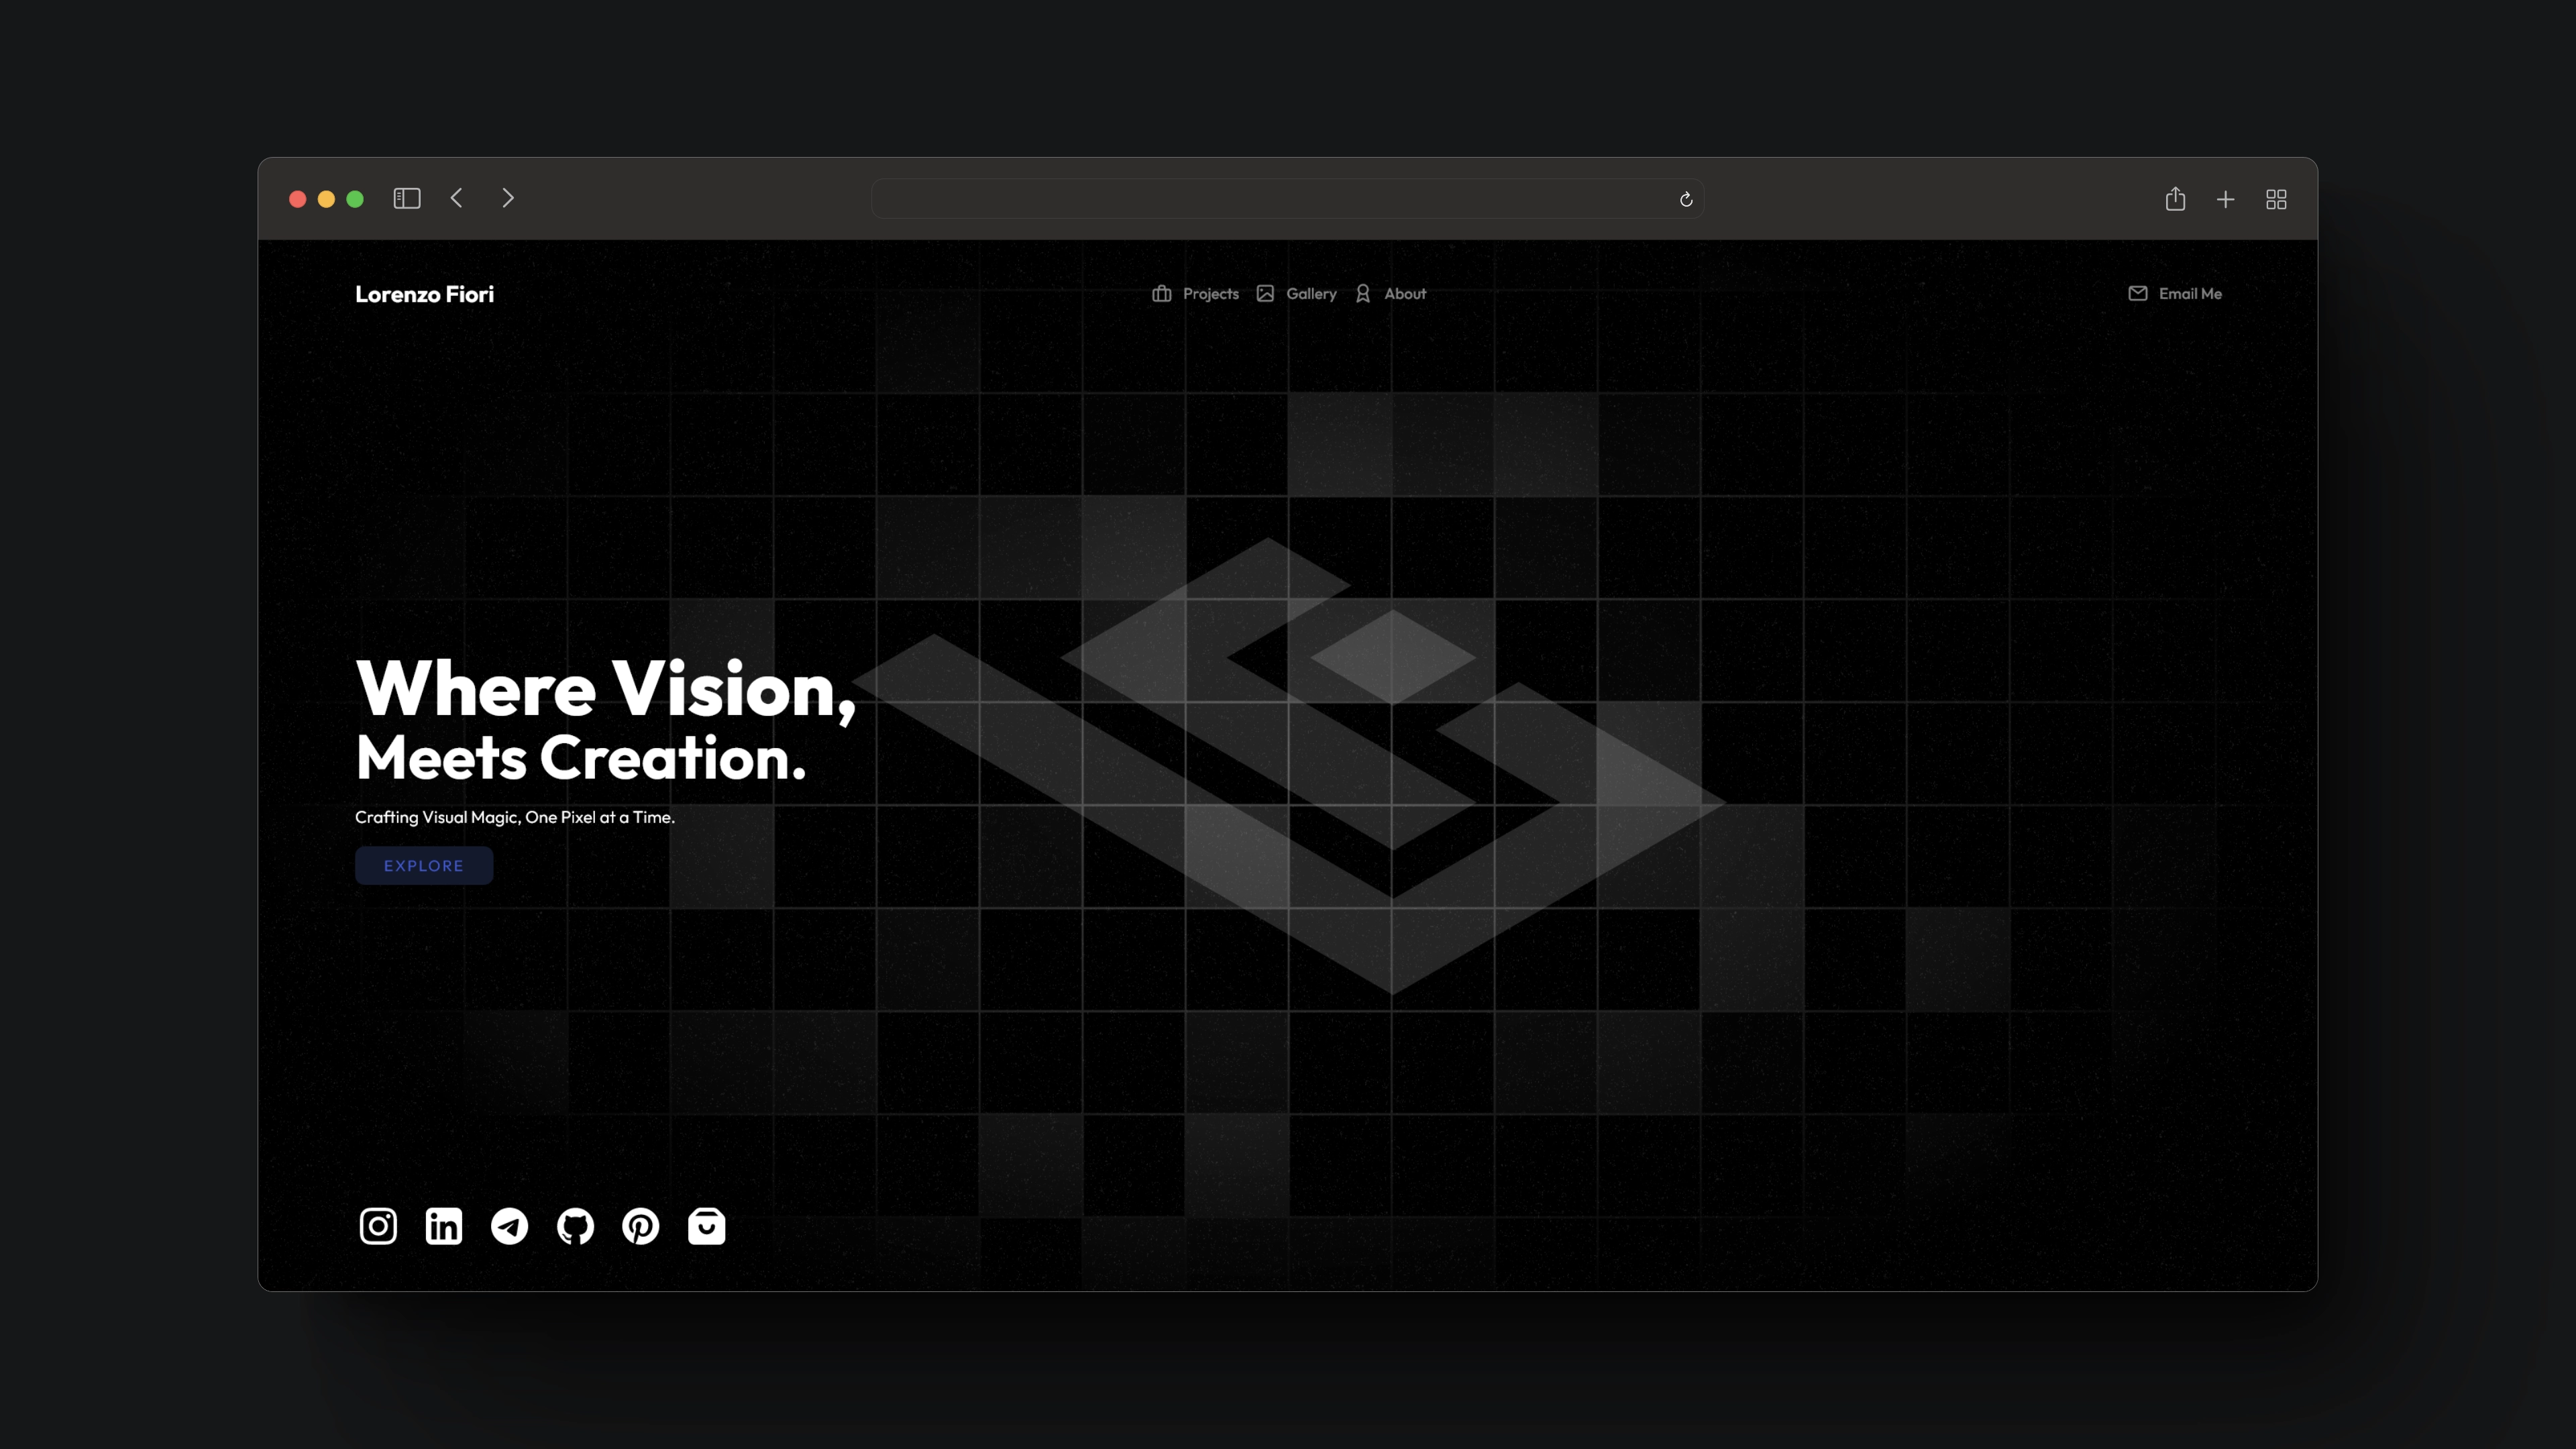 Lorenzo Fiori
Projects Gallery About
Email Me
Where Vision,
Meets Creation.
Crafting Visual Magic, One Pixel at a Time.
EXPLORE
in